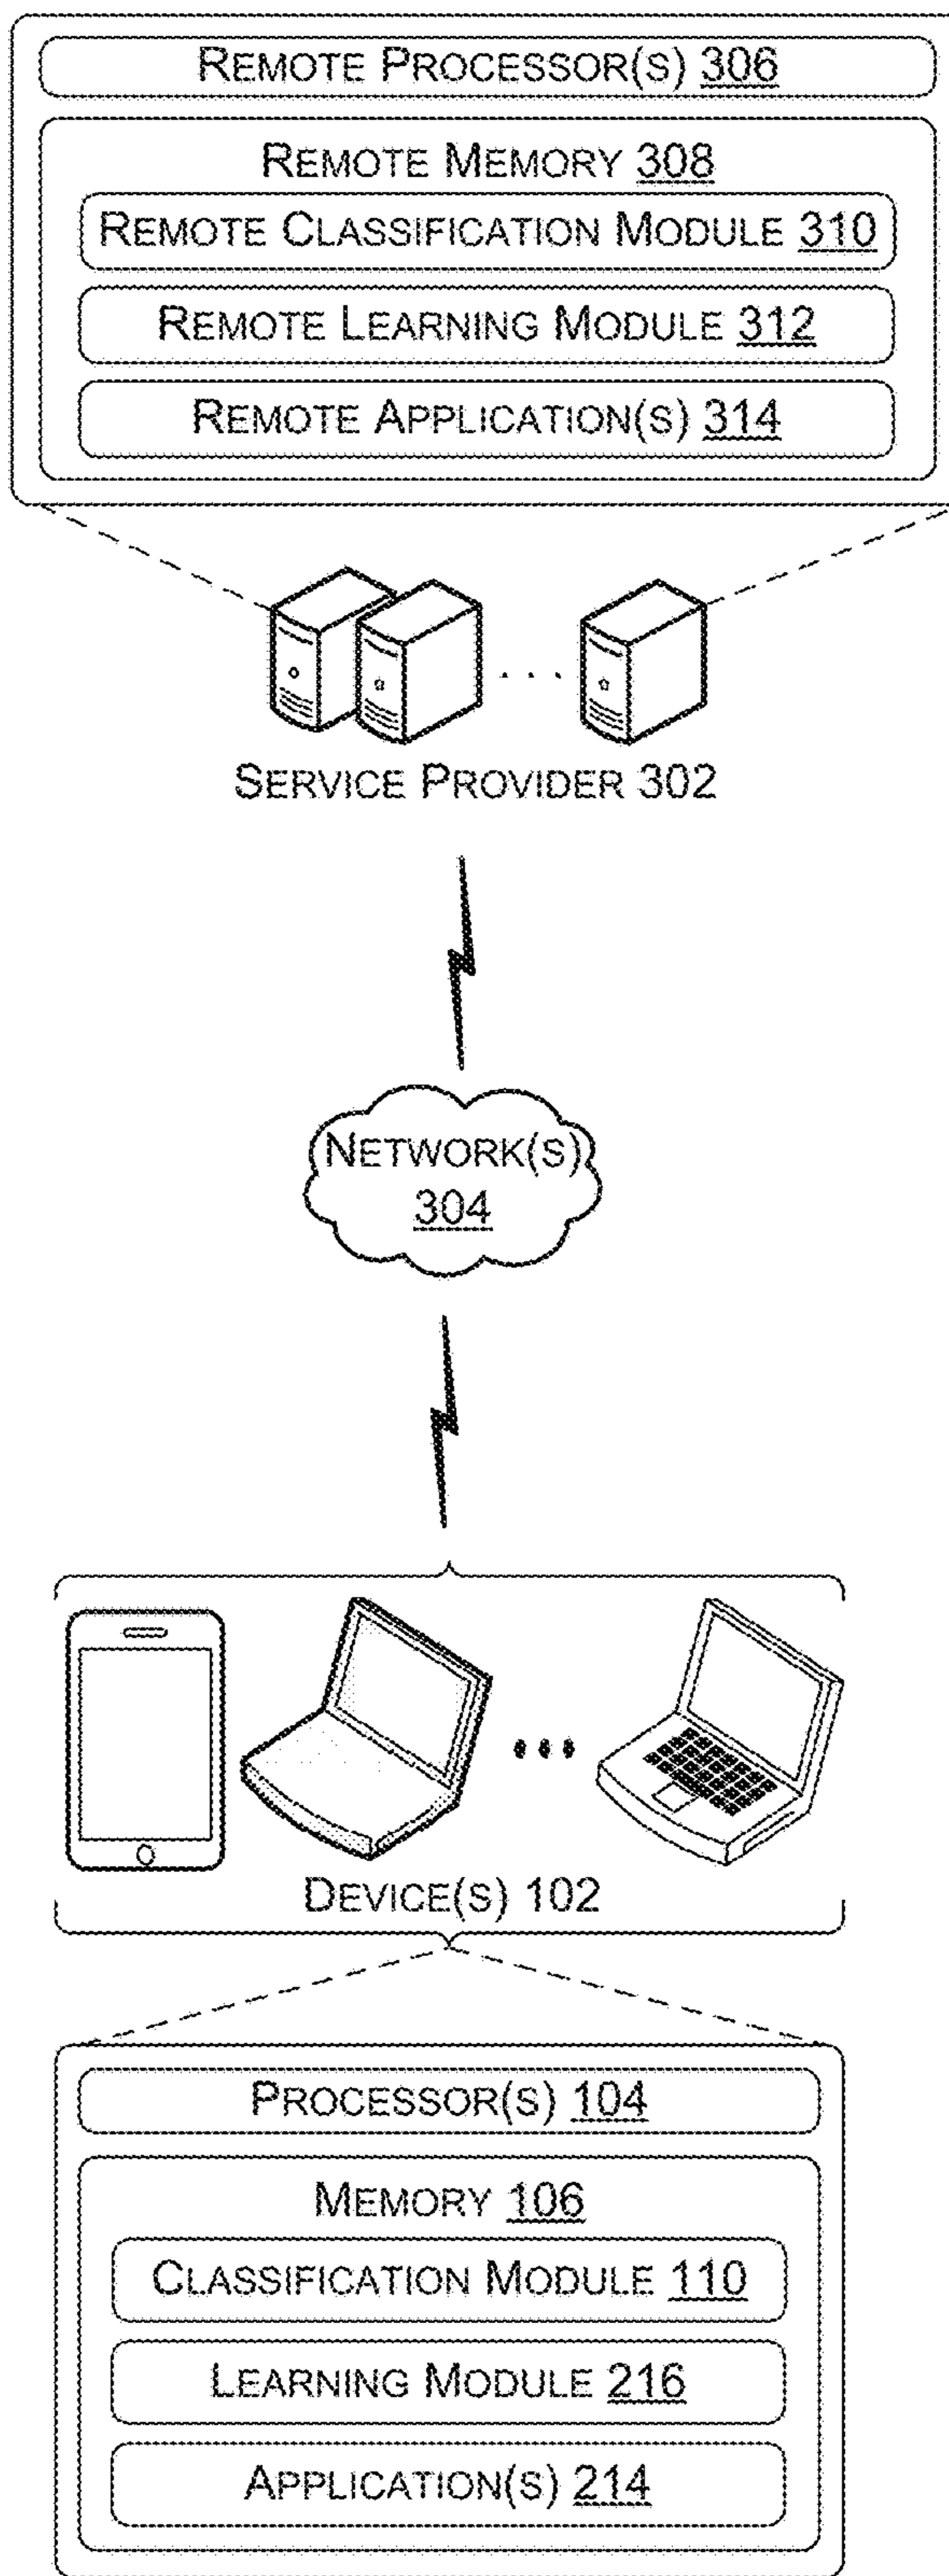 REMOTE PROCESSOR(S) 306
REMOTE MEMORY 308
REMOTE CLASSIFICATION MODULE 310
REMOTE LEARNING MODULE 312
REMOTE APPLICATION(S) 314
SERVICE PROVIDER 302
NETWORK(S)
304
DEVICE(S) 102
PROCESSOR(S) 104
MEMORY 106
CLASSIFICATION MODULE 110
LEARNING MODULE 216
APPLICATION(S) 214